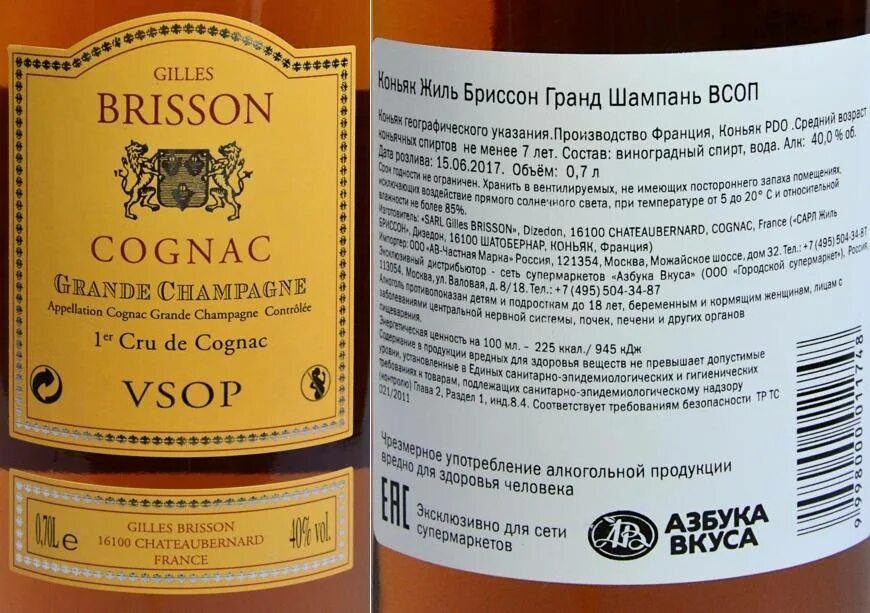 GILLES
BRISSON
COGNAC
GRANDE CHAMPAGNE
Appellation Cognac Grande Champagne Contrôlée
1er Cru de Cognac
VSOP
0,70L e
GILLES BRISSON
16100 CHATEAUBERNARD
FRANCE
40% vol.
Коньяк Жиль Бриссон Гранд Шампань ВСОП
Коньяк географического указания.Производство Франция, Коньяк PDO .Средний возраст
коньячных спиртов не менее 7 лет. Состав: виноградный спирт, вода. Алк: 40,0 % об.
Дата розлива: 15.06.2017. Объём: 0,7 л
Срок годности не ограничен. Хранить в вентилируемых, не имеющих постороннего запаха помещениях,
исключающих воздействие прямого солнечного света, при температуре от 5 до 20° С и относительной
влажности не более 85%.
Изготовитель: «SARL Gilles BRISSON», Dizedon, 16100 CHATEAUBERNARD, COGNAC, France («САРЛ Жиль
БРИССОН», Дизедон, 16100 ШАТОБЕРНАР, КОНЬЯК, Франция)
Импортер: ООО «АВ-Частная Марка» Россия, 121354, Москва, Можайское шоссе, дом 32. Тел.: +7 (495) 504-34-87
Эксклюзивный дистрибьютор - сеть супермаркетов «Азбука Вкуса» (ООО «Городской супермаркет»), Россия,
113054, Москва, ул. Валовая, д. 8/18. Тел.: +7 (495) 504-34-87
Алкоголь противопоказан детям и подросткам до 18 лет, беременным и кормящим женщинам, лицам с
заболеваниями центральной нервной системы, почек, печени и других органов
пищеварения.
Энергетическая ценность на 100 мл. - 225 ккал./ 945 кДж
Содержание в продукции вредных для здоровья веществ не превышает допустимые
уровни, установленные в Единых санитарно-эпидемиологических и гигиенических
требованиях к товарам, подлежащих санитарно-эпидемиологическому надзору
(контролю) Глава 2, Раздел 1, инд.8.4. Соответствует требованиям безопасности ТР ТС
021/2011
Чрезмерное употребление алкогольной продукции
вредно для здоровья человека
EAC
Эксклюзивно для сети
супермаркетов
АЗБУКА
ВКУСА
9998000011748